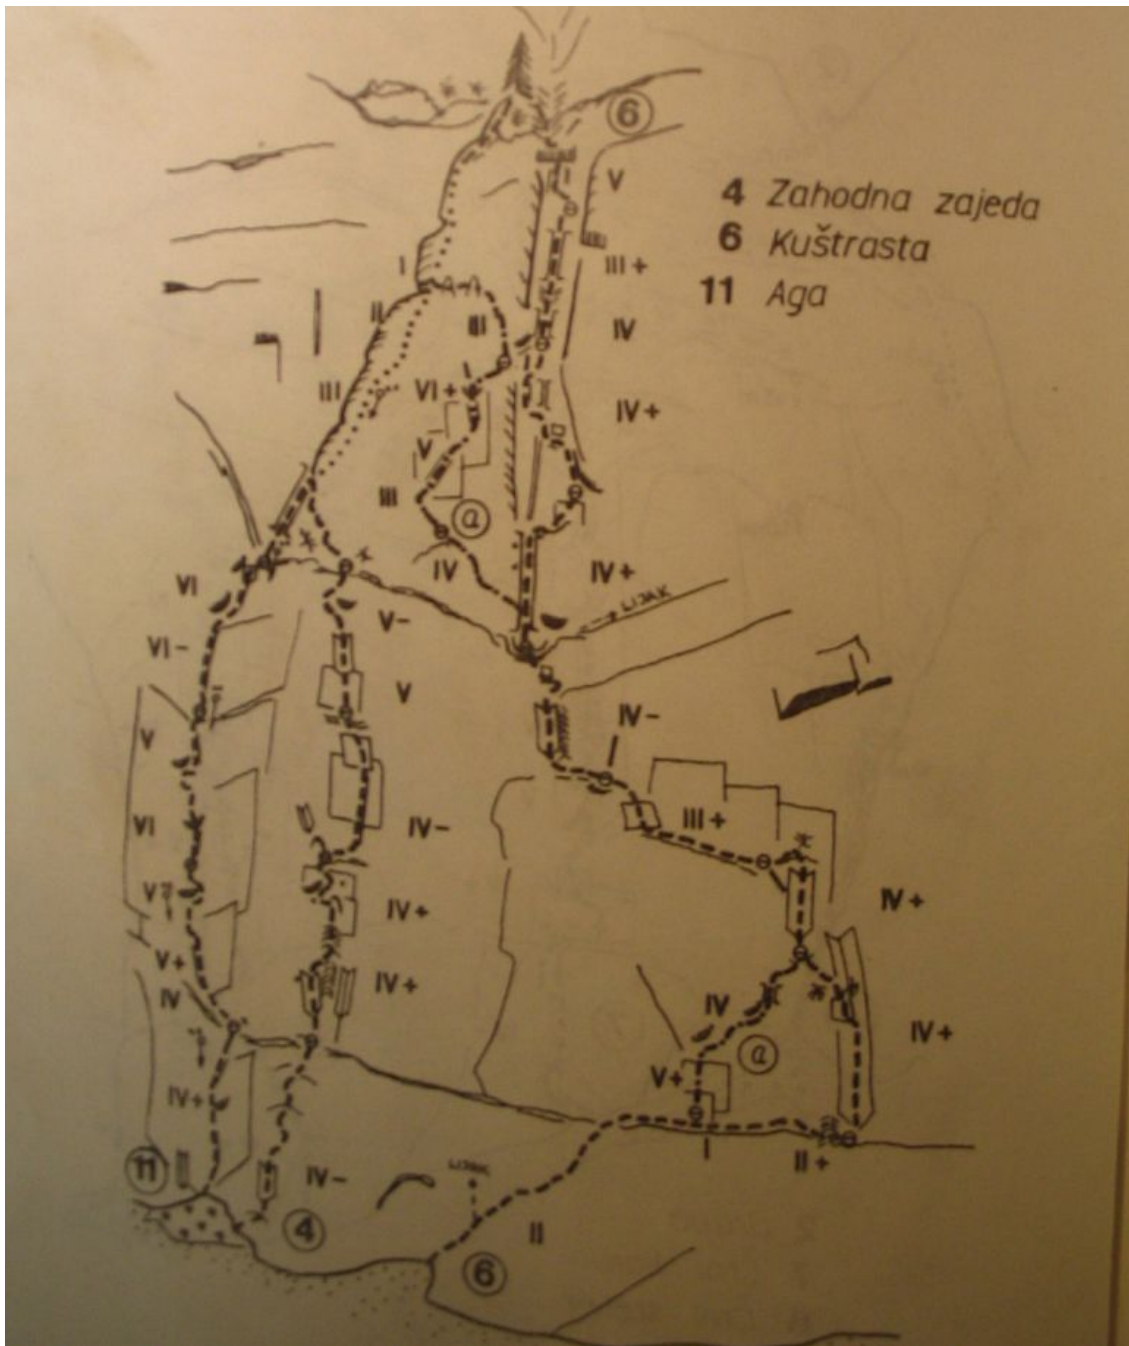 6
4 Zahodna zajeda
6 Kuštrasta
11 Aga
V
I
III+
II
III
IV
III
VI+
IV+
V
III
a
IV
IV+
VI
LIJAK
V-
VI-
V
IV-
V
VI
IV-
III+
V
IV+
IV+
V+
IV+
IV
IV
IV+
a
V+
IV+
11
IV-
LIJAK
I
II+
4
II
6